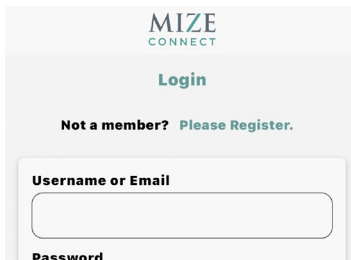 MIZE
CONNECT
Login
Not a member? Please Register.
Username or Email
Password